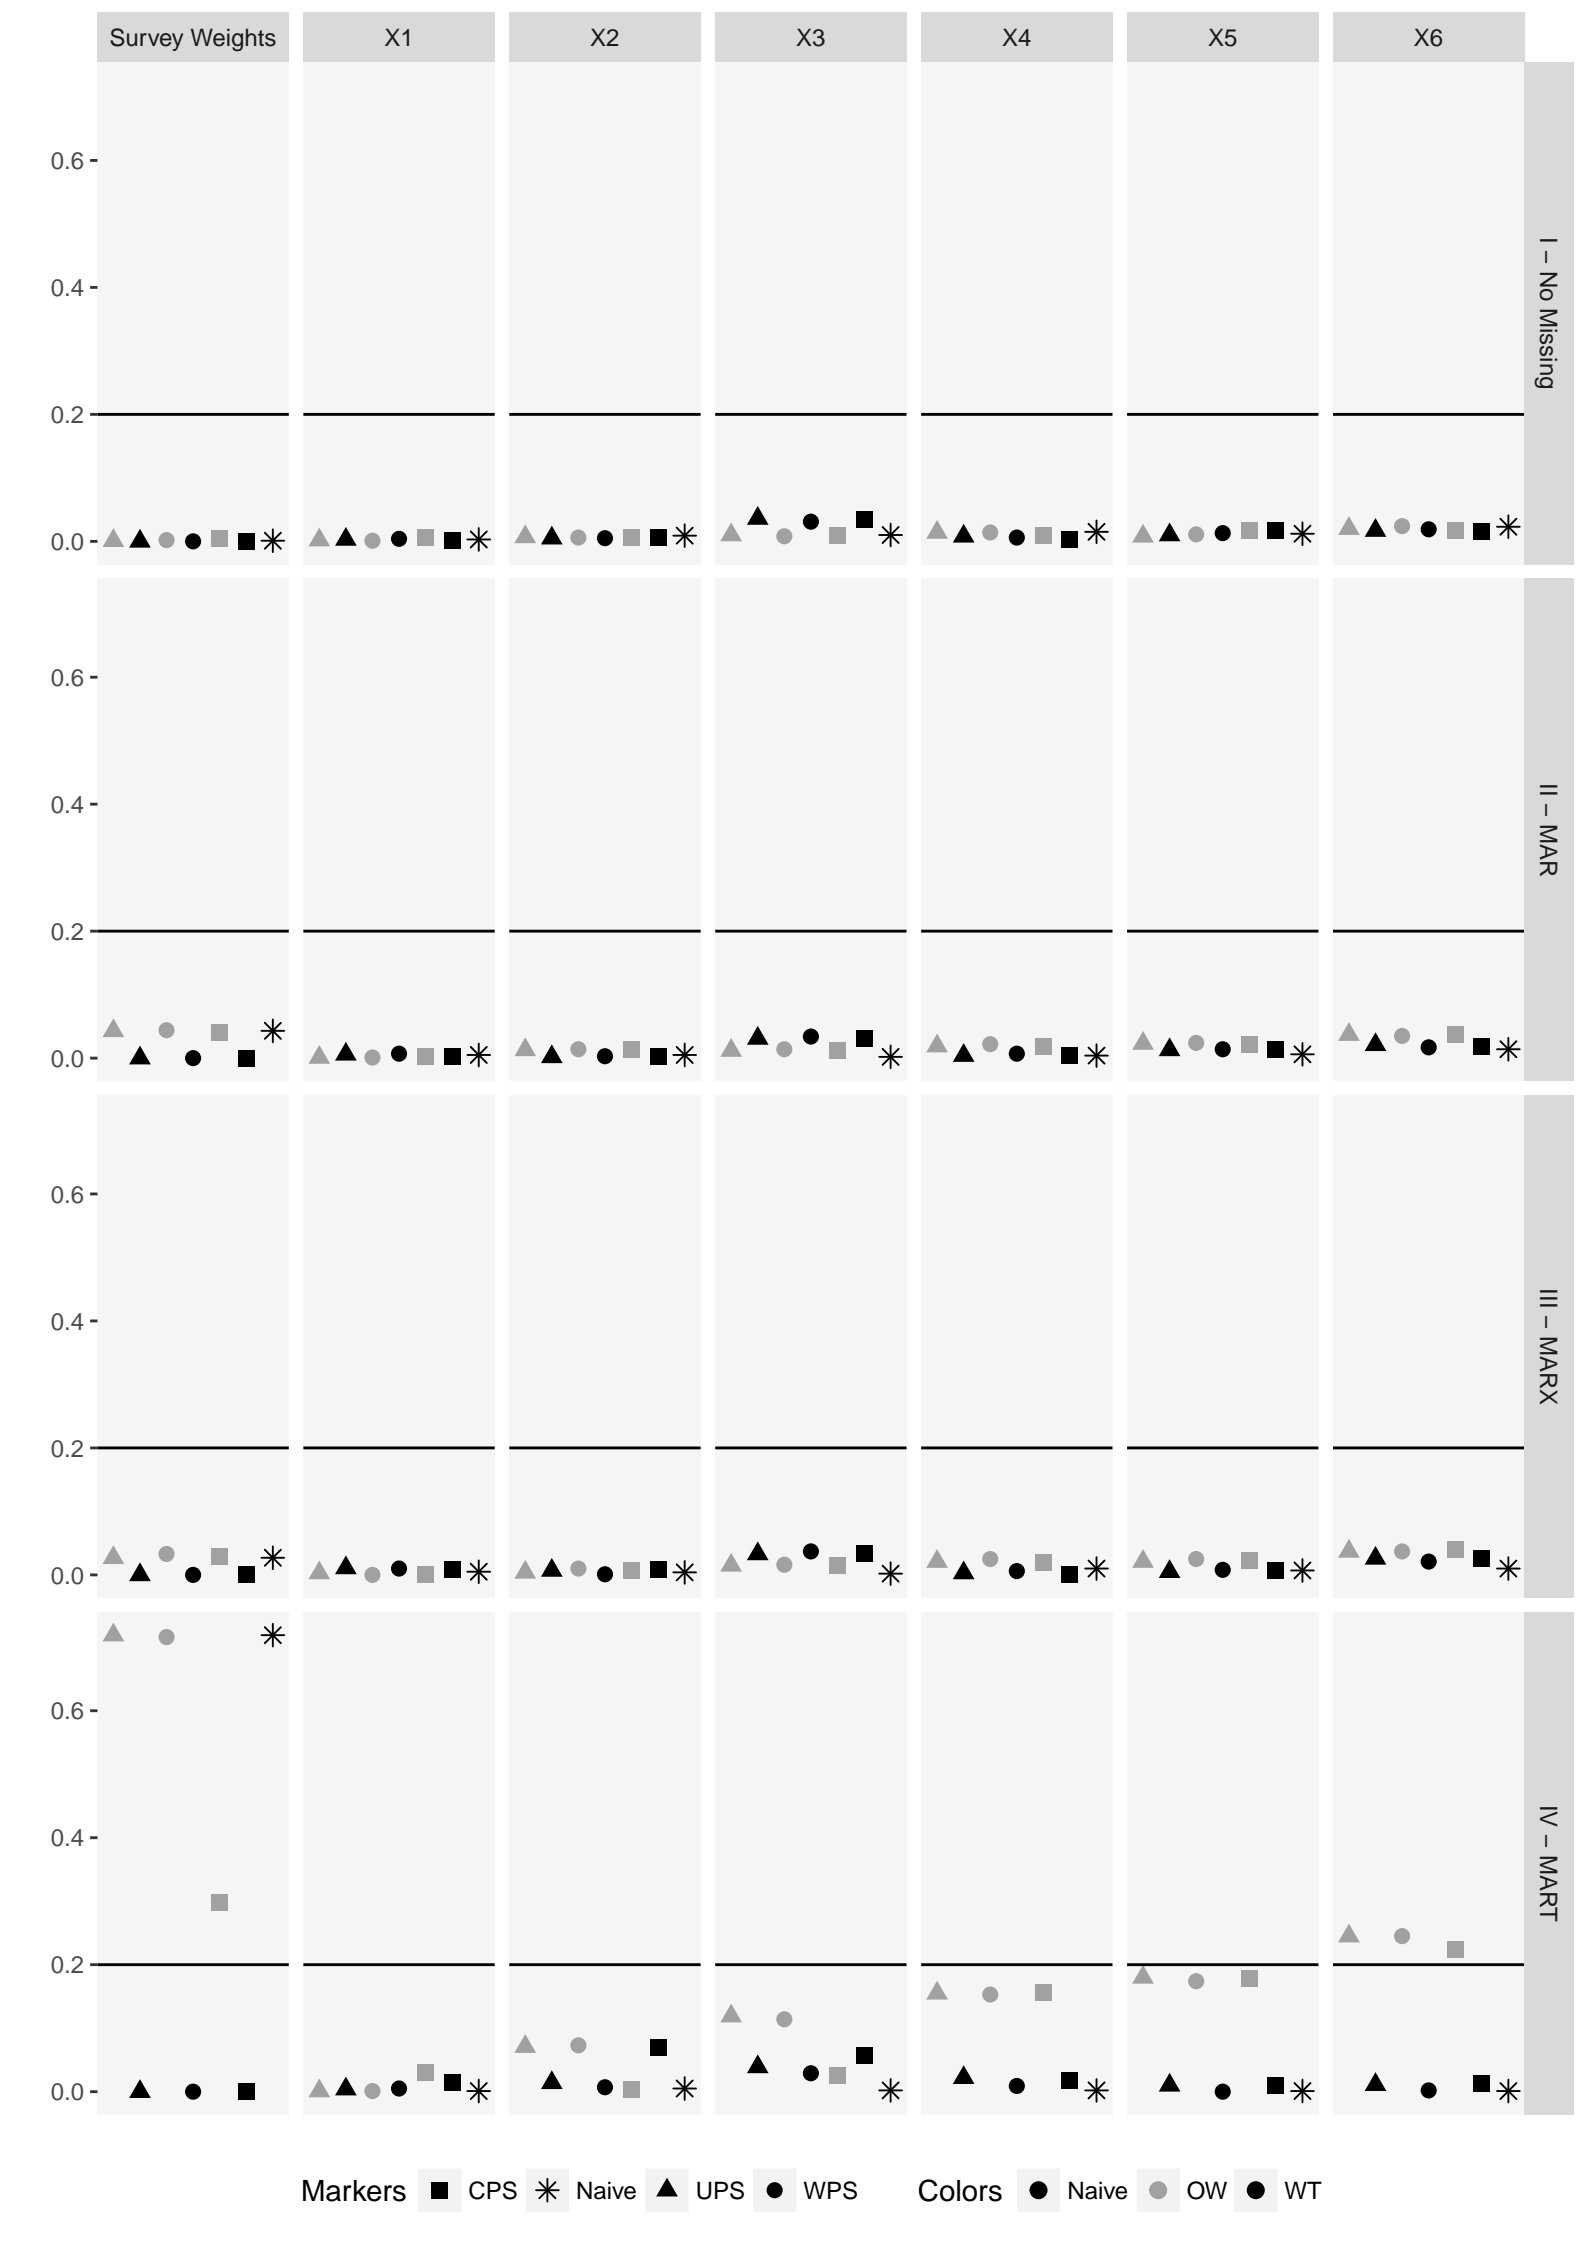 Survey Weights X1 X2 X3 X4 X5 X6
0.6
0.4
0.2
0.0
I – No Missing
0.6
0.4
0.2
0.0
II – MAR
0.6
0.4
0.2
0.0
III – MARX
0.6
0.4
0.2
0.0
IV – MART
Markers CPS Naive UPS WPS Colors Naive OW WT